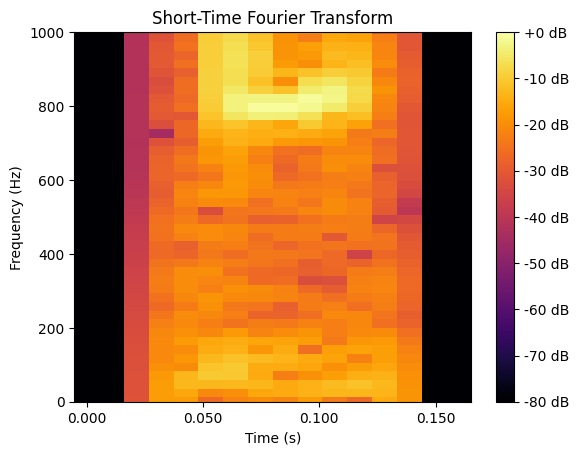 Short-Time Fourier Transform
1000
800
600
400
200
0
Frequency (Hz)
0.000
0.050
0.100
0.150
Time (s)
+0 dB
-10 dB
-20 dB
-30 dB
-40 dB
-50 dB
-60 dB
-70 dB
-80 dB